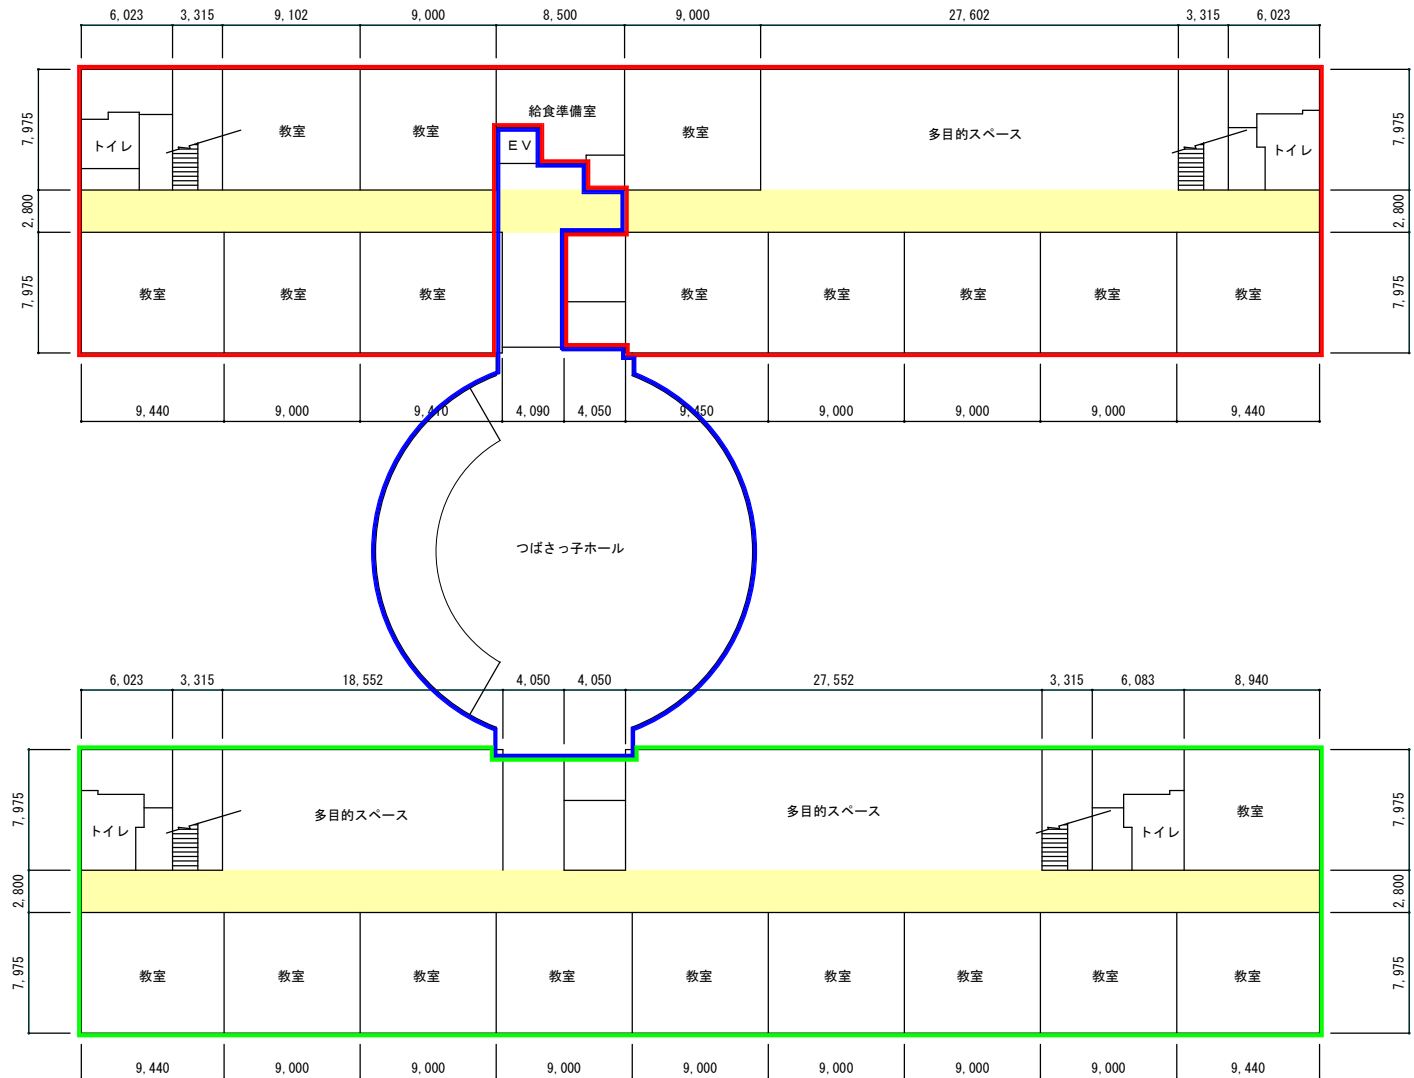 6,023 3,315 9,102 9,000 8,500 9,000 27,602 3,315 6,023
7,975 トイレ 教室 教室 給食準備室 EV 教室 多目的スペース トイレ 7,975
2,800 2,800
7,975 教室 教室 教室 教室 教室 教室 教室 教室 7,975
9,440 9,000 9,410 4,090 4,050 9,450 9,000 9,000 9,000 9,440
つばさっ子ホール
6,023 3,315 18,552 4,050 4,050 27,552 3,315 6,083 8,940
7,975 トイレ 多目的スペース 多目的スペース トイレ 教室 7,975
2,800 2,800
7,975 教室 教室 教室 教室 教室 教室 教室 教室 教室 7,975
9,440 9,000 9,000 9,000 9,000 9,000 9,000 9,000 9,440